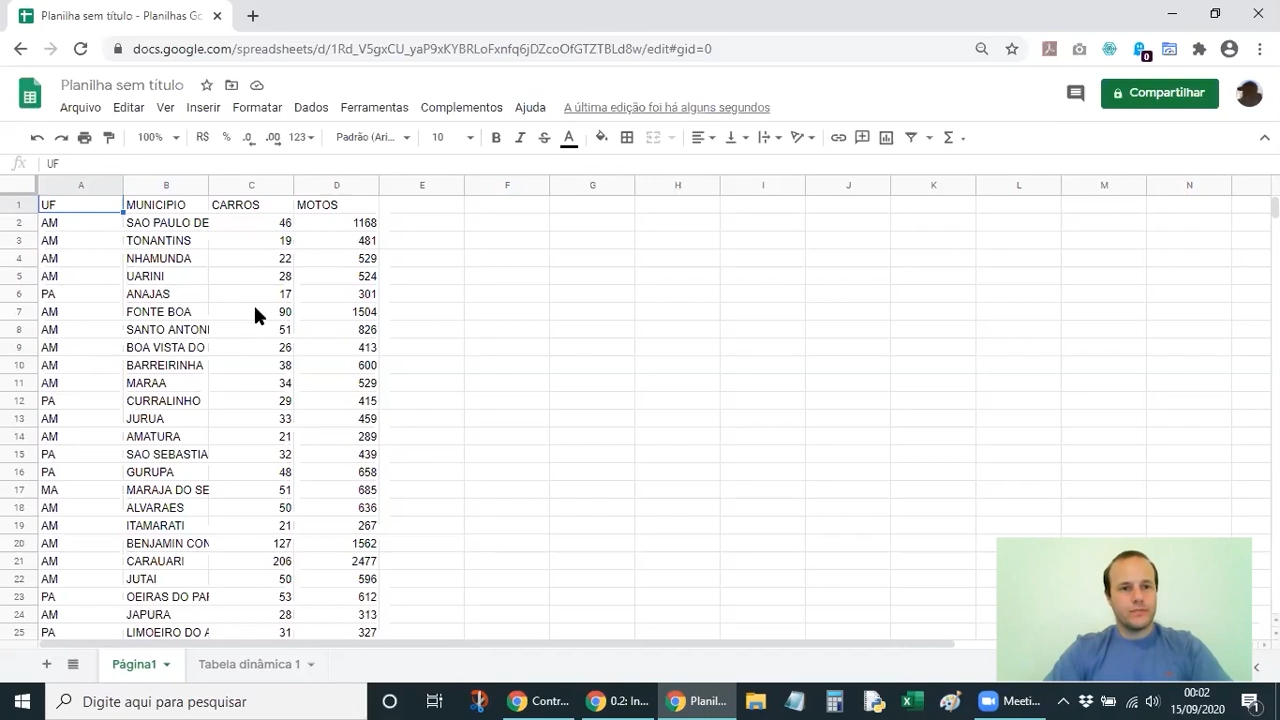 Planilha sem título - Planilhas Go
docs.google.com/spreadsheets/d/1Rd_V5gxCU_yaP9xKYBRLoFxnfq6jDZcoOfGTZTBLd8w/edit#gid=0
0
Planilha sem título
Arquivo Editar Ver Inserir Formatar Dados Ferramentas Complementos Ajuda A última edição foi há alguns segundos
Compartilhar
100% R$ % .0 .00 123 Padrão (Ari... 10 B I S A Σ
fx UF
A B C D E F G H I J K L M N
1 UF MUNICIPIO CARROS MOTOS
2 AM SAO PAULO DE 46 1168
3 AM TONANTINS 19 481
4 AM NHAMUNDA 22 529
5 AM UARINI 28 524
6 PA ANAJAS 17 301
7 AM FONTE BOA 90 1504
8 AM SANTO ANTONI 51 826
9 AM BOA VISTA DO 26 413
10 AM BARREIRINHA 38 600
11 AM MARAA 34 529
12 PA CURRALINHO 29 415
13 AM JURUA 33 459
14 AM AMATURA 21 289
15 PA SAO SEBASTIA 32 439
16 PA GURUPA 48 658
17 MA MARAJA DO SE 51 685
18 AM ALVARAES 50 636
19 AM ITAMARATI 21 267
20 AM BENJAMIN CON 127 1562
21 AM CARAUARI 206 2477
22 AM JUTAI 50 596
23 PA OEIRAS DO PAR 53 612
24 AM JAPURA 28 313
25 PA LIMOEIRO DO A 31 327
Página1 Tabela dinâmica 1
Digite aqui para pesquisar Contr... 0.2: In... Planil... Meeti... 00:02
15/09/2020
1